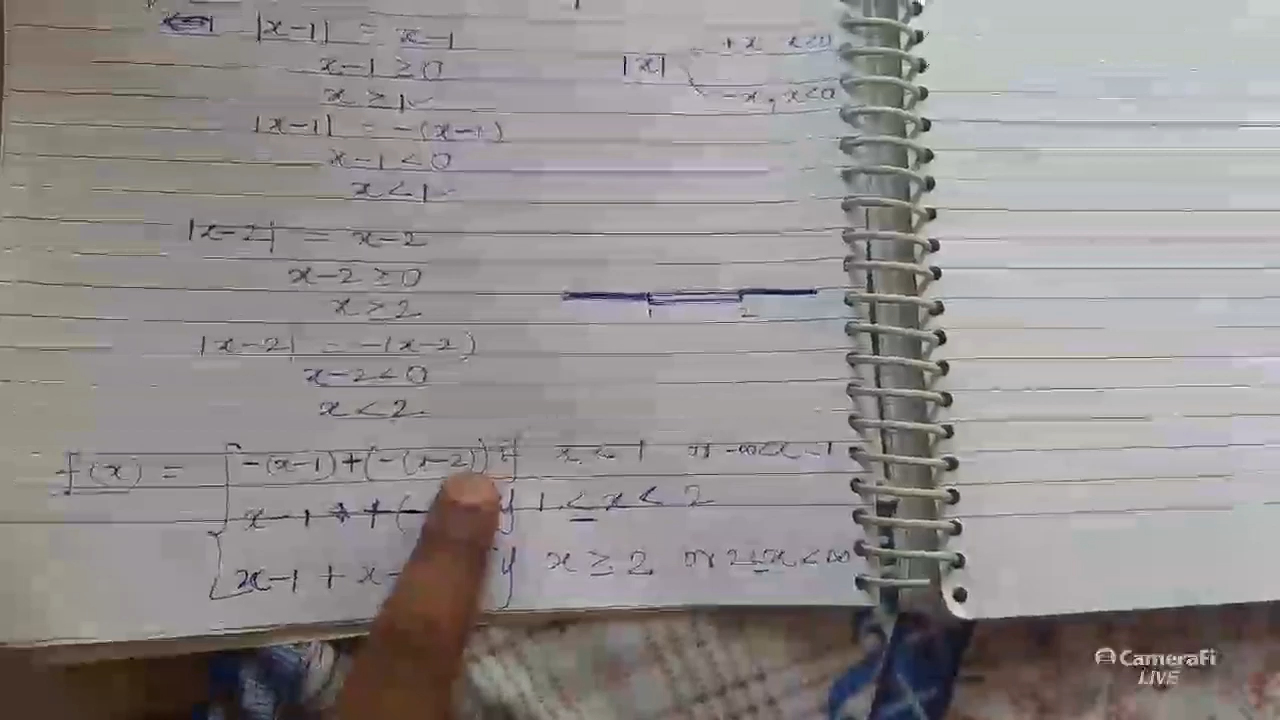 |x-1| = x-1
x-1 ≥ 0
x ≥ 1
|x-1| = -(x-1)
x-1 < 0
x < 1
|x| +x x≥0
-x, x<0
|x-2| = x-2
x-2 ≥ 0
x ≥ 2
1 2
|x-2| = -(x-2)
x-2 < 0
x < 2
f(x) = -(x-1)+(-(x-2)) if x < 1 or -∞<x<1
x-1 + (- if 1 ≤ x < 2
x-1 + x- if x ≥ 2 or 2≤x<∞
CameraFi
LIVE